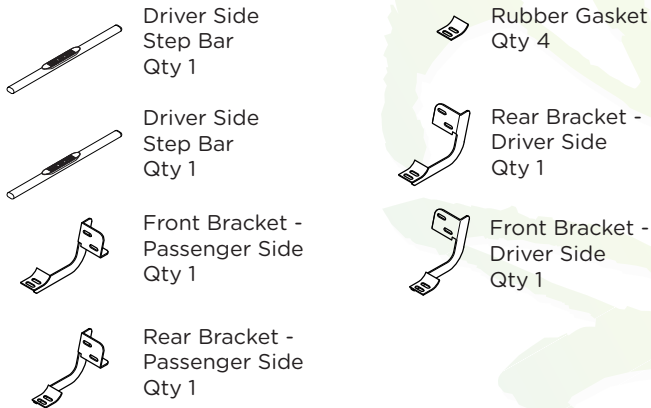 Driver Side
Step Bar
Qty 1
Driver Side
Step Bar
Qty 1
Front Bracket -
Passenger Side
Qty 1
Rear Bracket -
Passenger Side
Qty 1
Rubber Gasket
Qty 4
Rear Bracket -
Driver Side
Qty 1
Front Bracket -
Driver Side
Qty 1